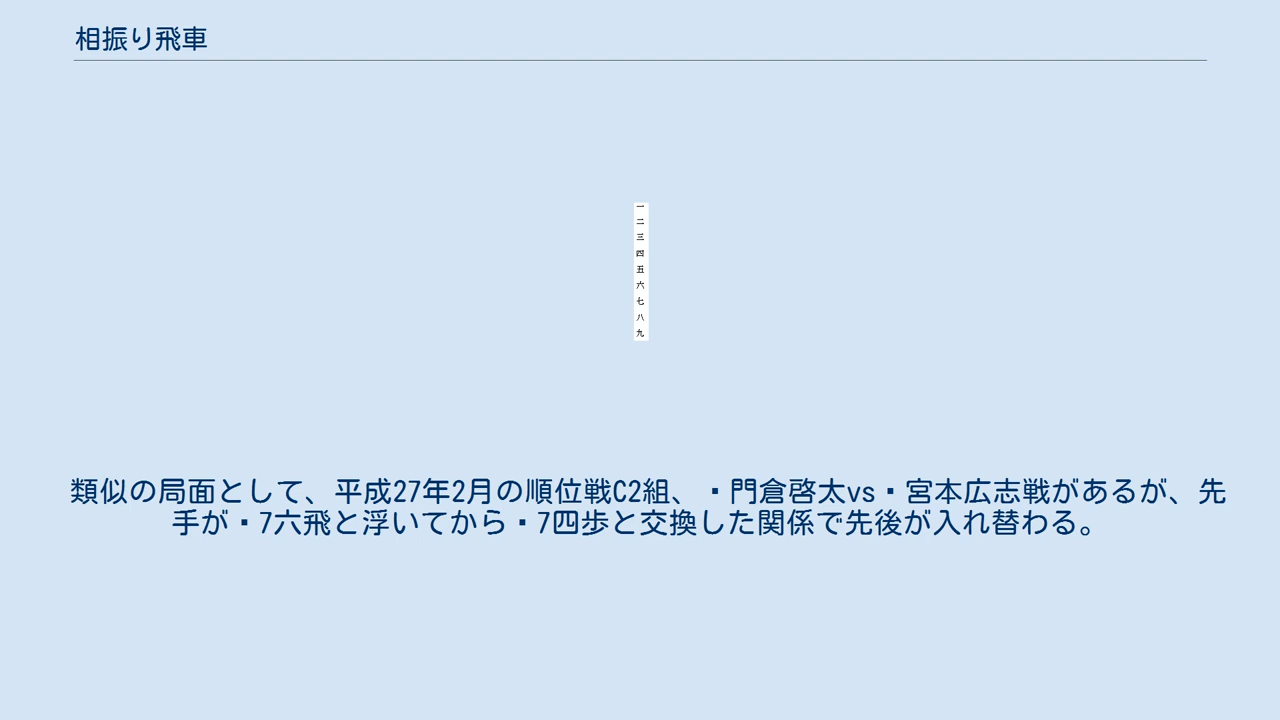 相振り飛車
一
二
三
四
五
六
七
八
九
類似の局面として、平成27年2月の順位戦C2組、▪門倉啓太vs▪宮本広志戦があるが、先
手が▪7六飛と浮いてから▪7四歩と交換した関係で先後が入れ替わる。